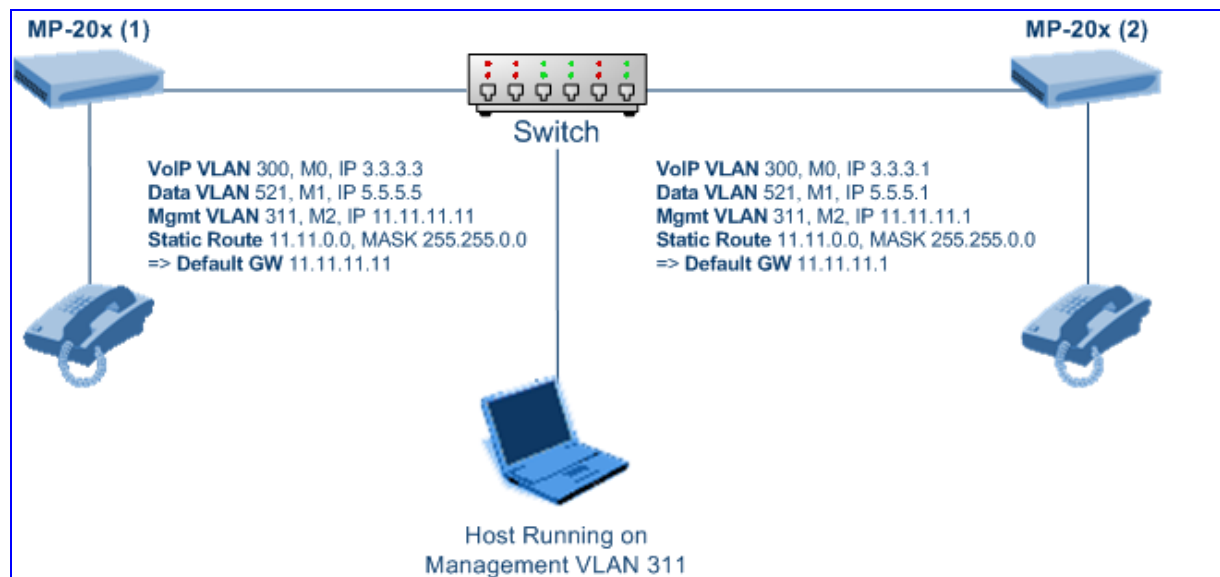 MP-20x (1)
MP-20x (2)
Switch
VoIP VLAN 300, M0, IP 3.3.3.3
Data VLAN 521, M1, IP 5.5.5.5
Mgmt VLAN 311, M2, IP 11.11.11.11
Static Route 11.11.0.0, MASK 255.255.0.0
=> Default GW 11.11.11.11
VoIP VLAN 300, M0, IP 3.3.3.1
Data VLAN 521, M1, IP 5.5.5.1
Mgmt VLAN 311, M2, IP 11.11.11.1
Static Route 11.11.0.0, MASK 255.255.0.0
=> Default GW 11.11.11.1
Host Running on
Management VLAN 311